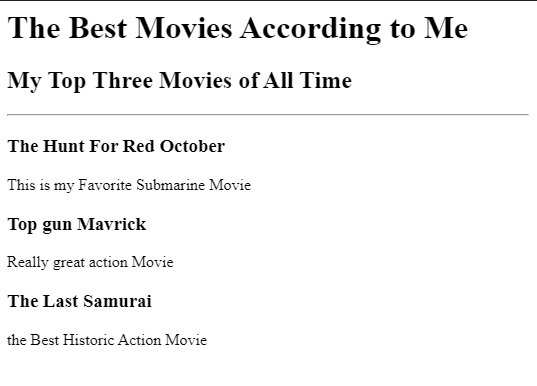 The Best Movies According to Me
My Top Three Movies of All Time
The Hunt For Red October
This is my Favorite Submarine Movie
Top gun Mavrick
Really great action Movie
The Last Samurai
the Best Historic Action Movie